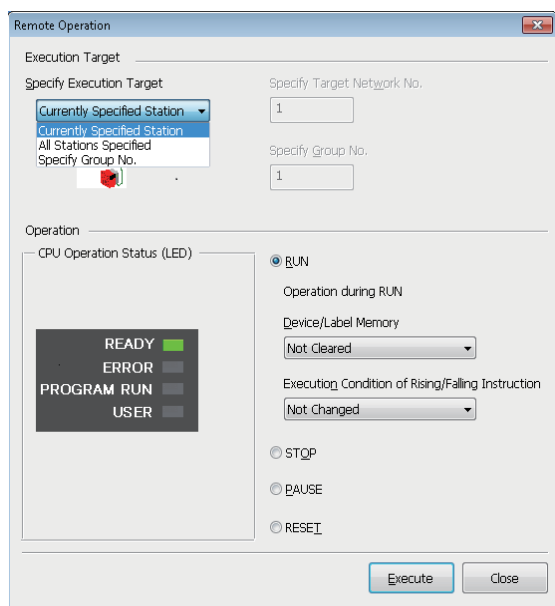 Remote Operation
Execution Target
Specify Execution Target
Specify Target Network No.
Currently Specified Station
1
Currently Specified Station
All Stations Specified
Specify Group No.
Specify Group No.
1
Operation
CPU Operation Status (LED)
RUN
Operation during RUN
Device/Label Memory
READY
Not Cleared
ERROR
PROGRAM RUN
Execution Condition of Rising/Falling Instruction
USER
Not Changed
STOP
PAUSE
RESET
Execute
Close